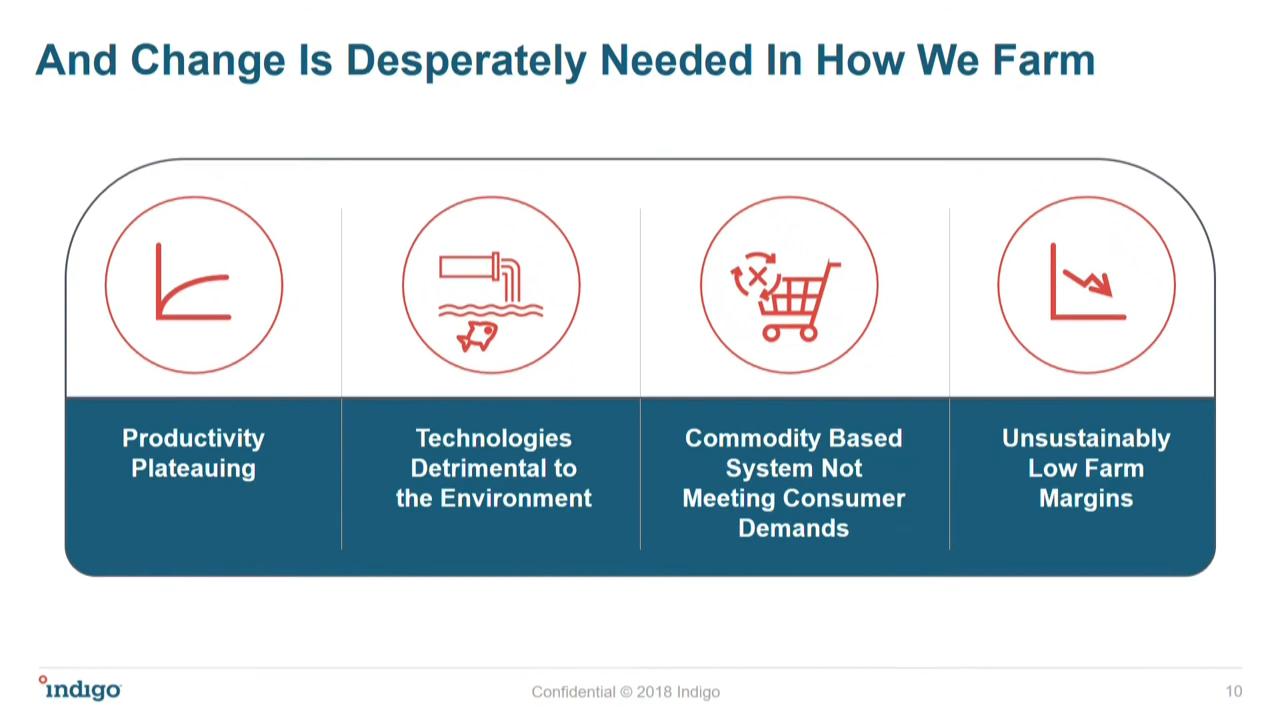 And Change Is Desperately Needed In How We Farm
Productivity
Plateauing
Technologies
Detrimental to
the Environment
Commodity Based
System Not
Meeting Consumer
Demands
Unsustainably
Low Farm
Margins
indigo
Confidential © 2018 Indigo
10